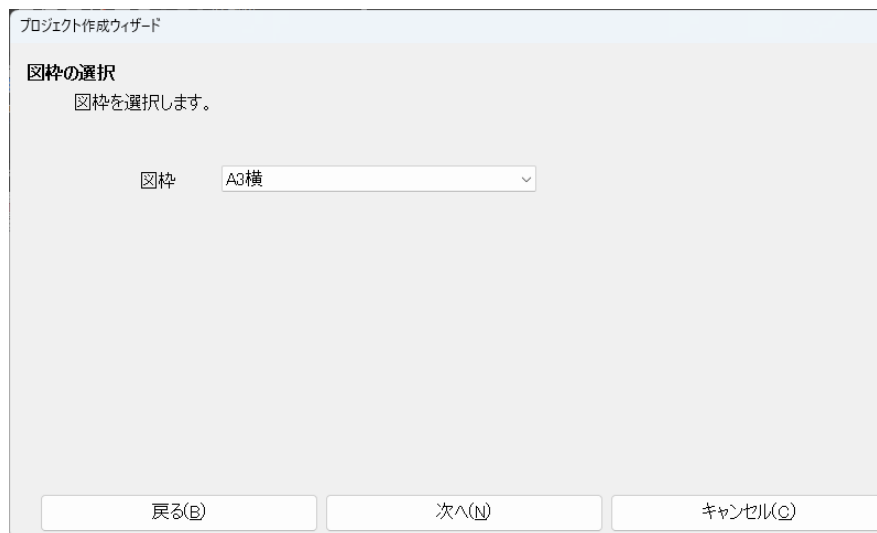 プロジェクト作成ウィザード
図枠の選択
図枠を選択します。
図枠 A3横
戻る(B) 次へ(N) キャンセル(C)